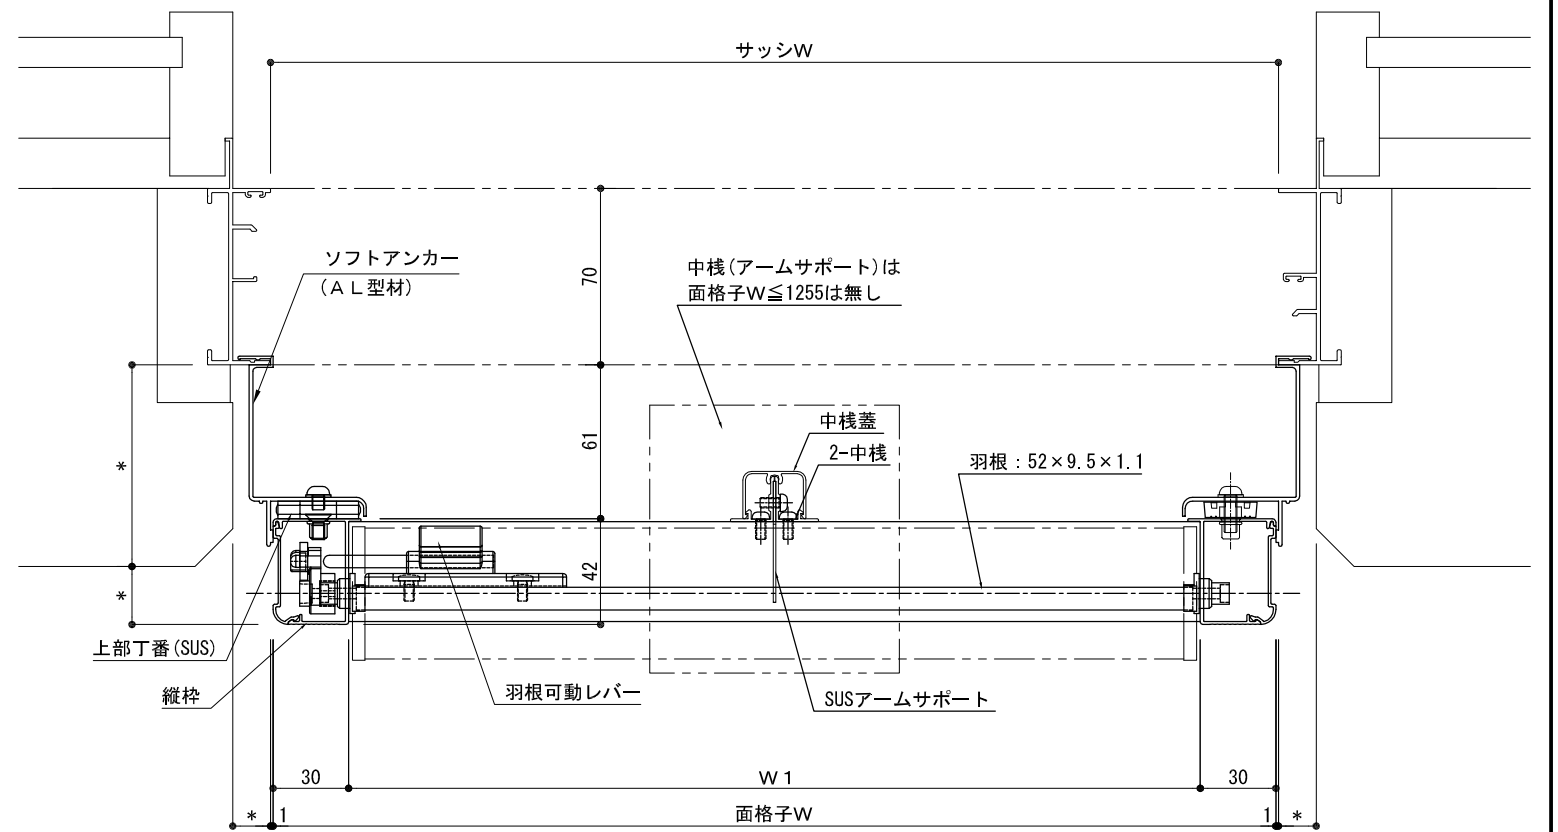 サッシW
ソフトアンカー
(AL型材)
70
中桟(アームサポート)は
面格子W≦1255は無し
61
中桟蓋
2-中桟
羽根:52×9.5×1.1
*
42
*
上部丁番(SUS)
縦枠
羽根可動レバー
SUSアームサポート
30
W1
30
* 1
面格子W
1 *